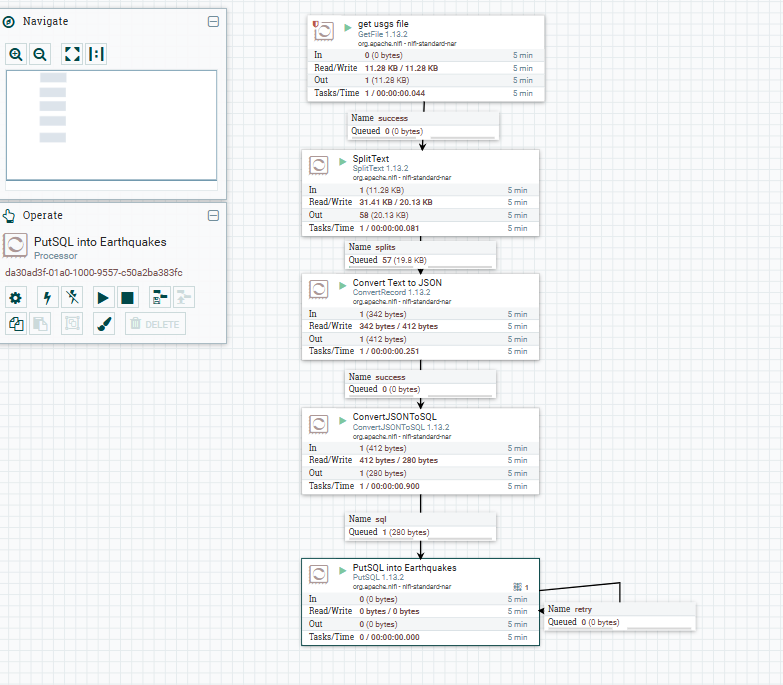 Navigate
Operate
PutSQL into Earthquakes
Processor
da30ad3f-01a0-1000-9557-c50a2ba383fc
DELETE
get usgs file
GetFile 1.13.2
org.apache.nifi - nifi-standard-nar
In 0 (0 bytes) 5 min
Read/Write 11.28 KB / 11.28 KB 5 min
Out 1 (11.28 KB) 5 min
Tasks/Time 1 / 00:00:00.044 5 min
Name success
Queued 0 (0 bytes)
SplitText
SplitText 1.13.2
org.apache.nifi - nifi-standard-nar
In 1 (11.28 KB) 5 min
Read/Write 31.41 KB / 20.13 KB 5 min
Out 58 (20.13 KB) 5 min
Tasks/Time 1 / 00:00:00.081 5 min
Name splits
Queued 57 (19.8 KB)
Convert Text to JSON
ConvertRecord 1.13.2
org.apache.nifi - nifi-standard-nar
In 1 (342 bytes) 5 min
Read/Write 342 bytes / 412 bytes 5 min
Out 1 (412 bytes) 5 min
Tasks/Time 1 / 00:00:00.251 5 min
Name success
Queued 0 (0 bytes)
ConvertJSONToSQL
ConvertJSONToSQL 1.13.2
org.apache.nifi - nifi-standard-nar
In 1 (412 bytes) 5 min
Read/Write 412 bytes / 280 bytes 5 min
Out 1 (280 bytes) 5 min
Tasks/Time 1 / 00:00:00.900 5 min
Name sql
Queued 1 (280 bytes)
PutSQL into Earthquakes
PutSQL 1.13.2
org.apache.nifi - nifi-standard-nar
1
In 0 (0 bytes) 5 min
Read/Write 0 bytes / 0 bytes 5 min
Out 0 (0 bytes) 5 min
Tasks/Time 0 / 00:00:00.000 5 min
Name retry
Queued 0 (0 bytes)